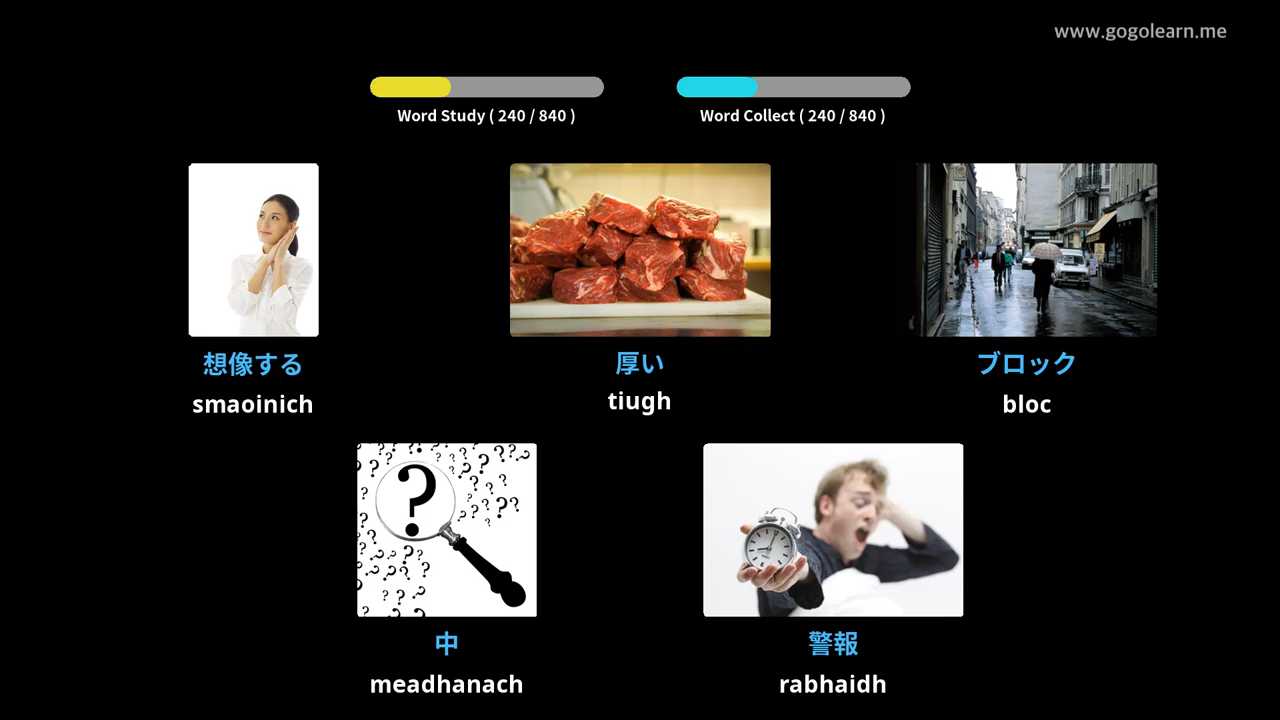 www.gogolearn.me
Word Study ( 240 / 840 )
Word Collect ( 240 / 840 )
想像する
smaoinich
厚い
tiugh
ブロック
bloc
中
meadhanach
警報
rabhaidh